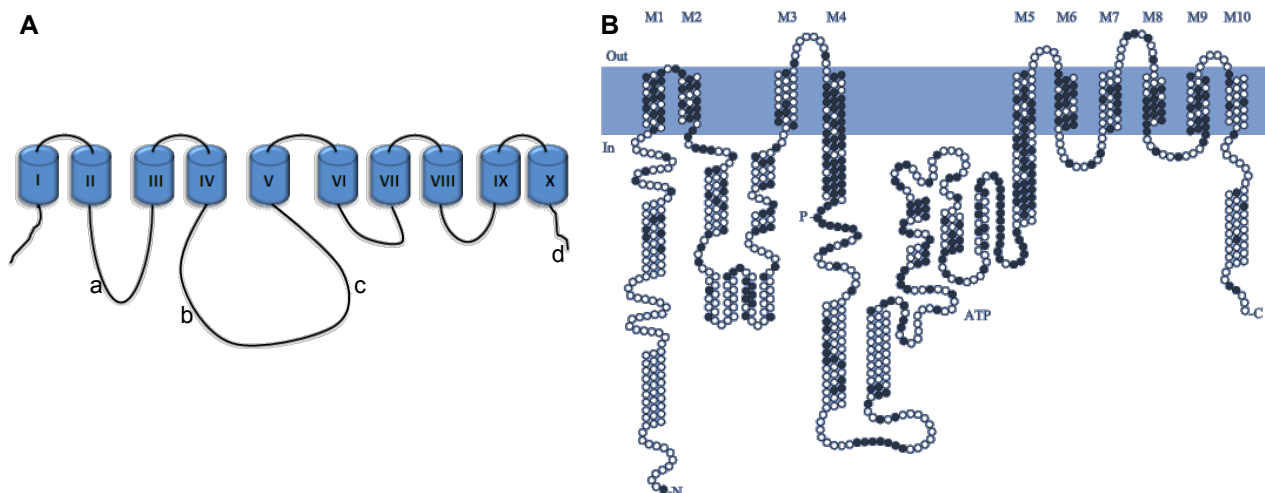 A
I II III IV V VI VII VIII IX X
a
b
c
d
B
M1 M2 M3 M4 M5 M6 M7 M8 M9 M10
Out
In
P
ATP
-C
-N